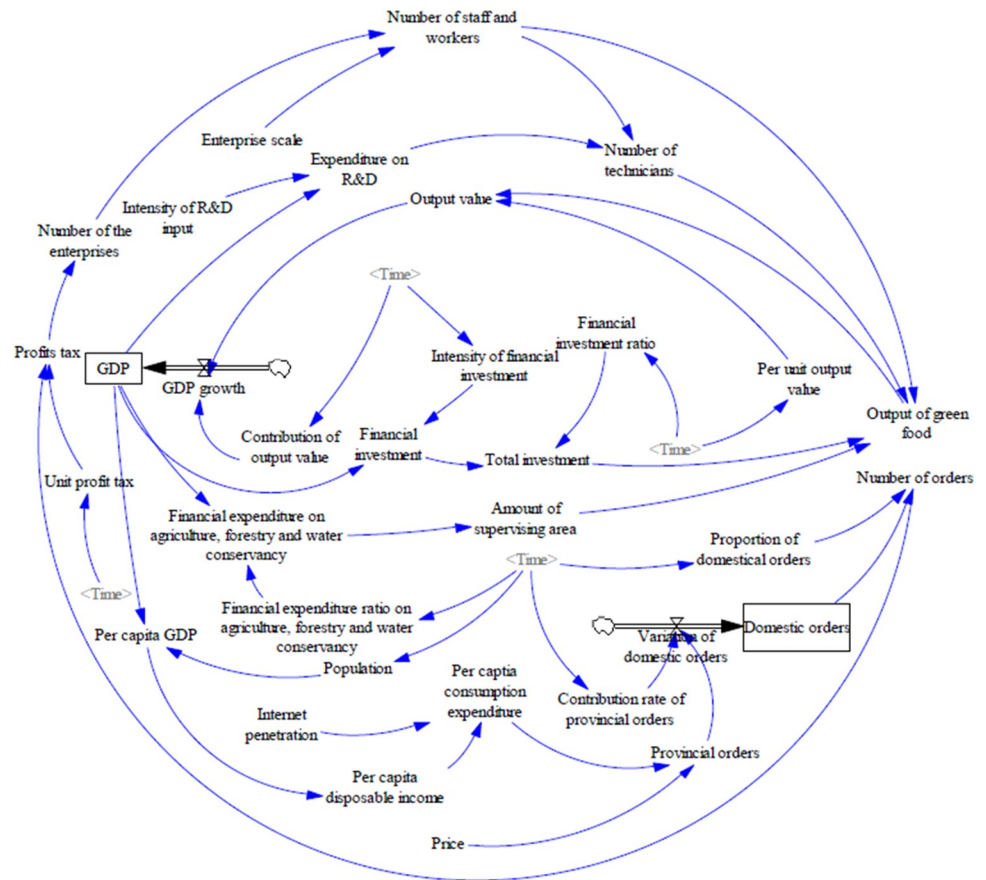 Number of staff and
workers
Enterprise scale
Expenditure on
R&D
Number of
technicians
Intensity of R&D
input
Output value
Number of the
enterprises
<Time>
Financial
investment ratio
Profits tax
GDP
GDP growth
Intensity of financial
investment
Per unit output
value
Output of green
food
Contribution of
output value
Financial
investment
Total investment
<Time>
Unit profit tax
Number of orders
Financial expenditure on
agriculture, forestry and water
conservancy
Amount of
supervising area
Proportion of
domestical orders
<Time>
<Time>
Financial expenditure ratio on
agriculture, forestry and water
conservancy
Per capita GDP
Population
Variation of
domestic orders
Domestic orders
Per captia
consumption
expenditure
Contribution rate of
provincial orders
Internet
penetration
Provincial orders
Per capita
disposable income
Price